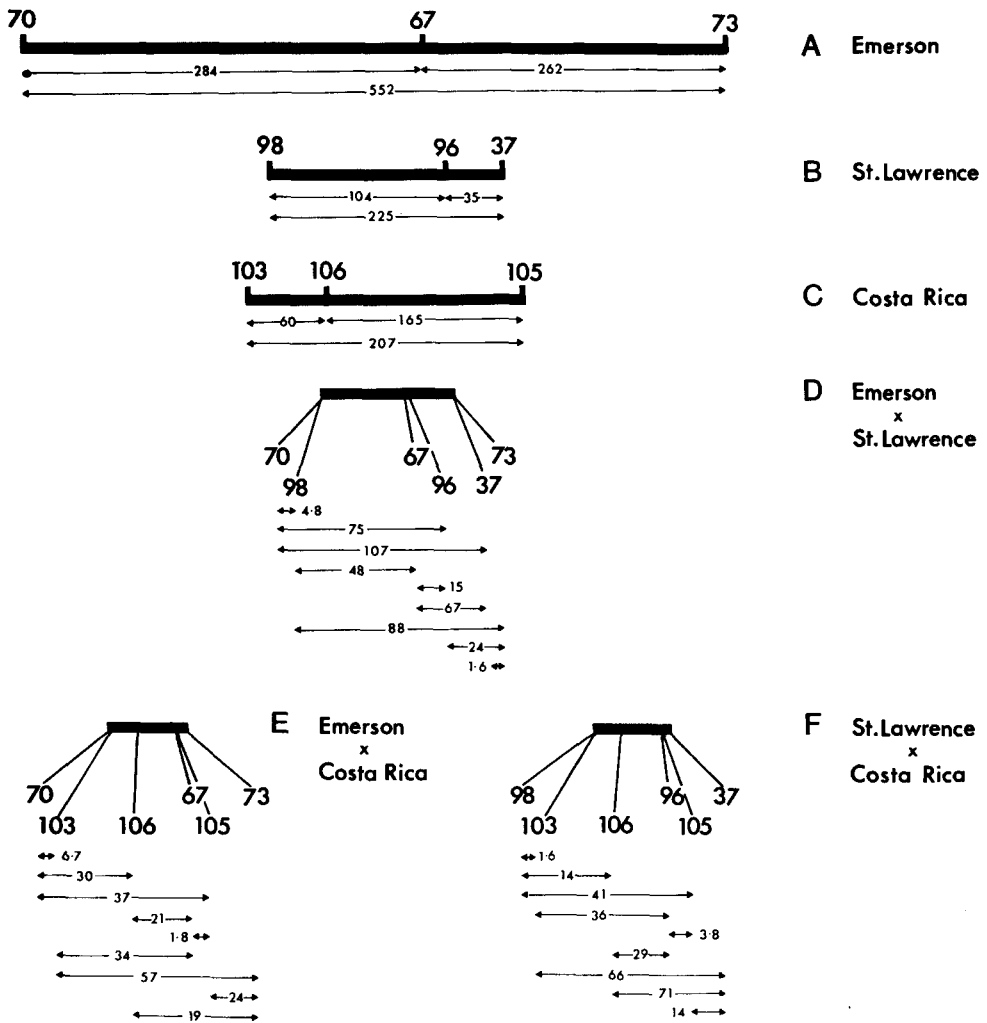 70 67 73
A Emerson
284 262
552
98 96 37
B St. Lawrence
104 35
225
103 106 105
C Costa Rica
60 165
207
D Emerson
x
St. Lawrence
70 67 73
98 96 37
4·8
75
107
48
15
67
88
24
1·6
E Emerson
x
Costa Rica
70 67 73
103 106 105
6·7
30
37
21
1·8
34
57
24
19
F St. Lawrence
x
Costa Rica
98 96 37
103 106 105
1·6
14
41
36
3·8
29
66
71
14